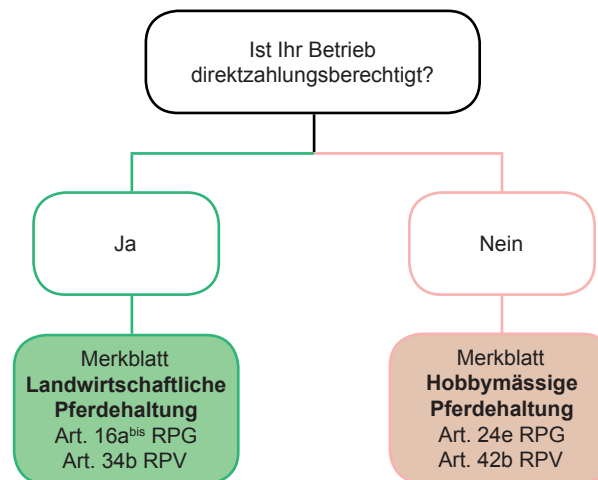 Ist Ihr Betrieb
direktzahlungsberechtigt?
Ja
Nein
Merkblatt
Landwirtschaftliche
Pferdehaltung
Art. 16aᵇⁱˢ RPG
Art. 34b RPV
Merkblatt
Hobbymässige
Pferdehaltung
Art. 24e RPG
Art. 42b RPV